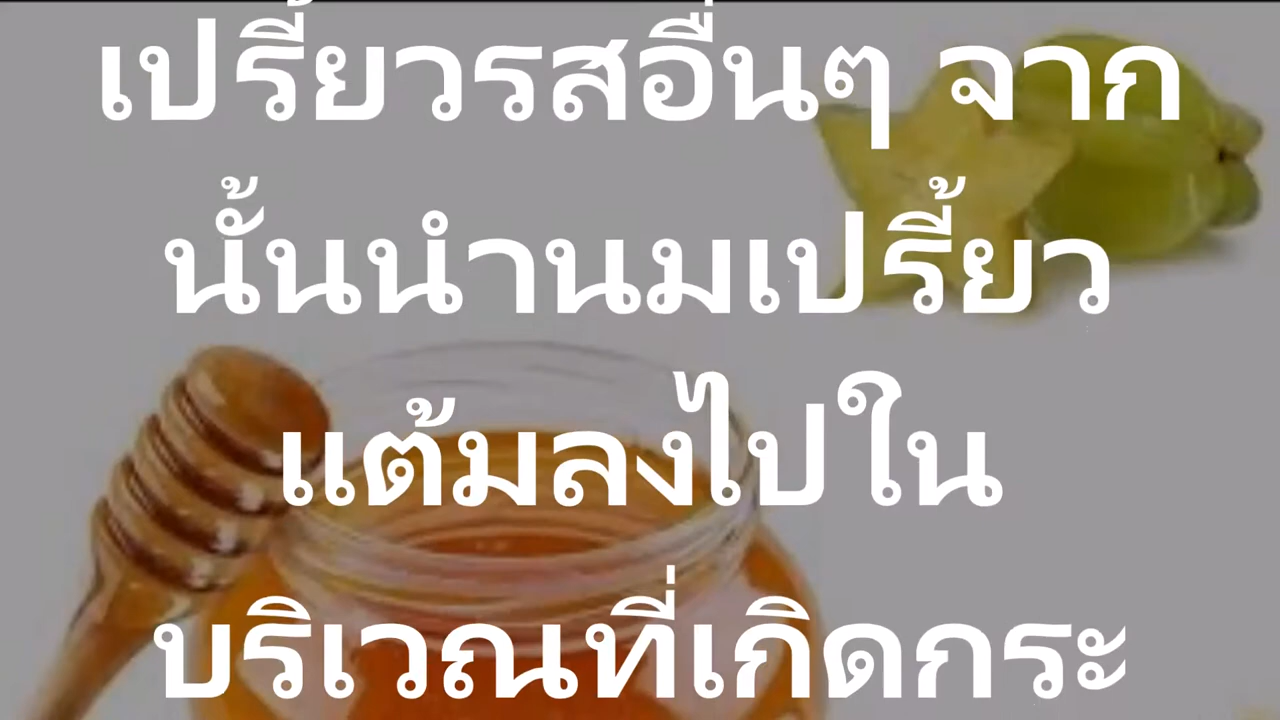 เปรี้ยวรสอื่นๆ จาก
นั้นนำนมเปรี้ยว
แต้มลงไปใน
บริเวณที่เกิดกระ